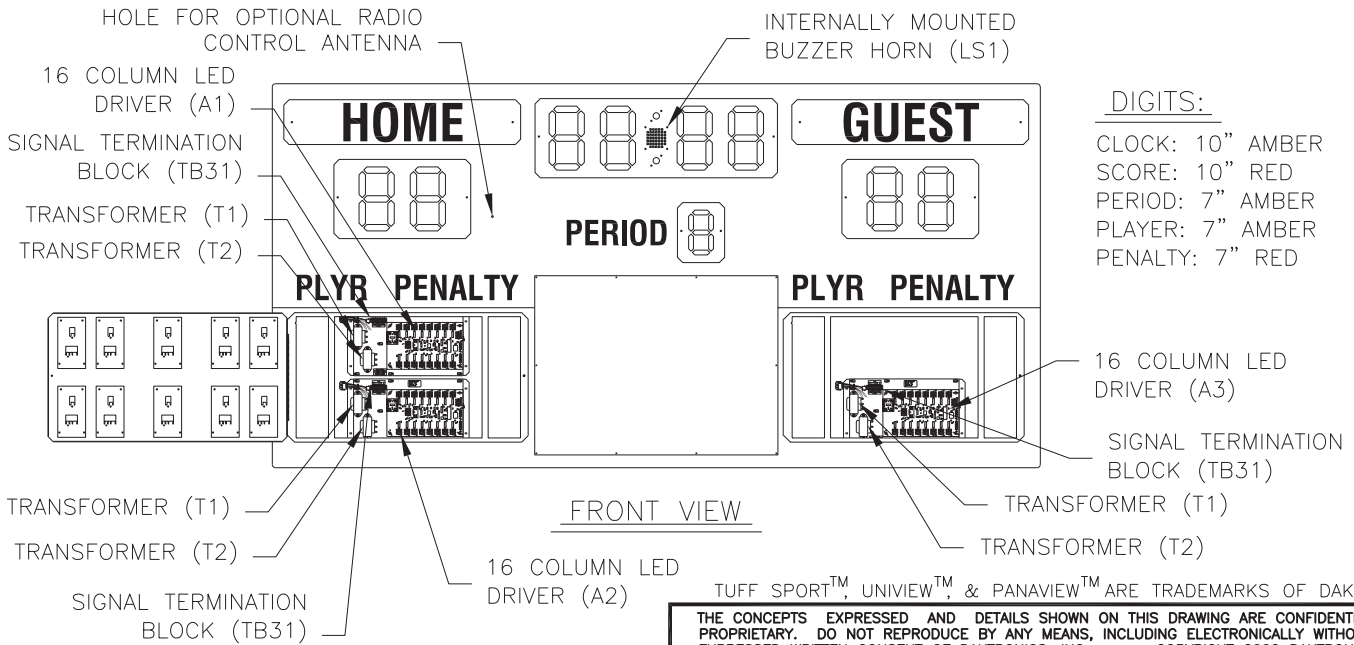 HOLE FOR OPTIONAL RADIO
CONTROL ANTENNA
INTERNALLY MOUNTED
BUZZER HORN (LS1)
16 COLUMN LED
DRIVER (A1)
SIGNAL TERMINATION
BLOCK (TB31)
TRANSFORMER (T1)
TRANSFORMER (T2)
HOME
GUEST
PERIOD
PLYR PENALTY
PLYR PENALTY
DIGITS:
CLOCK: 10" AMBER
SCORE: 10" RED
PERIOD: 7" AMBER
PLAYER: 7" AMBER
PENALTY: 7" RED
16 COLUMN LED
DRIVER (A3)
SIGNAL TERMINATION
BLOCK (TB31)
TRANSFORMER (T1)
TRANSFORMER (T2)
TRANSFORMER (T1)
TRANSFORMER (T2)
SIGNAL TERMINATION
BLOCK (TB31)
16 COLUMN LED
DRIVER (A2)
FRONT VIEW
TUFF SPORT™, UNIVIEW™, & PANAVIEW™ ARE TRADEMARKS OF DAK
THE CONCEPTS EXPRESSED AND DETAILS SHOWN ON THIS DRAWING ARE CONFIDENTI
PROPRIETARY. DO NOT REPRODUCE BY ANY MEANS, INCLUDING ELECTRONICALLY WITHO